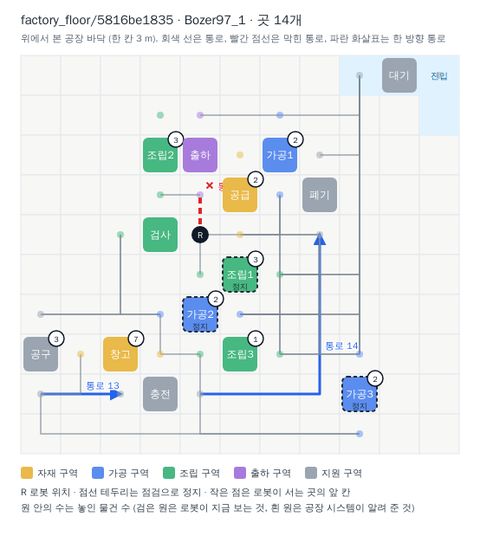 factory_floor/5816be1835 · Bozer97_1 · 곳 14개
위에서 본 공장 바닥 (한 칸 3 m). 회색 선은 통로, 빨간 점선은 막힌 통로, 파란 화살표는 한 방향 통로
대기
3
2
조립2
출하
가공1
✖
2
공급
폐기
검사
R
3
조립1
정지
2
가공2
정지
3
7
1
공구
창고
조립3
통로 14
통로 13
충전
2
가공3
정지
자재 구역
가공 구역
조립 구역
출하 구역
지원 구역
R 로봇 위치 · 점선 테두리는 점검으로 정지 · 작은 점은 로봇이 서는 곳의 앞 칸
원 안의 수는 놓인 물건 수 (검은 원은 로봇이 지금 보는 것, 흰 원은 공장 시스템이 알려 준 것)